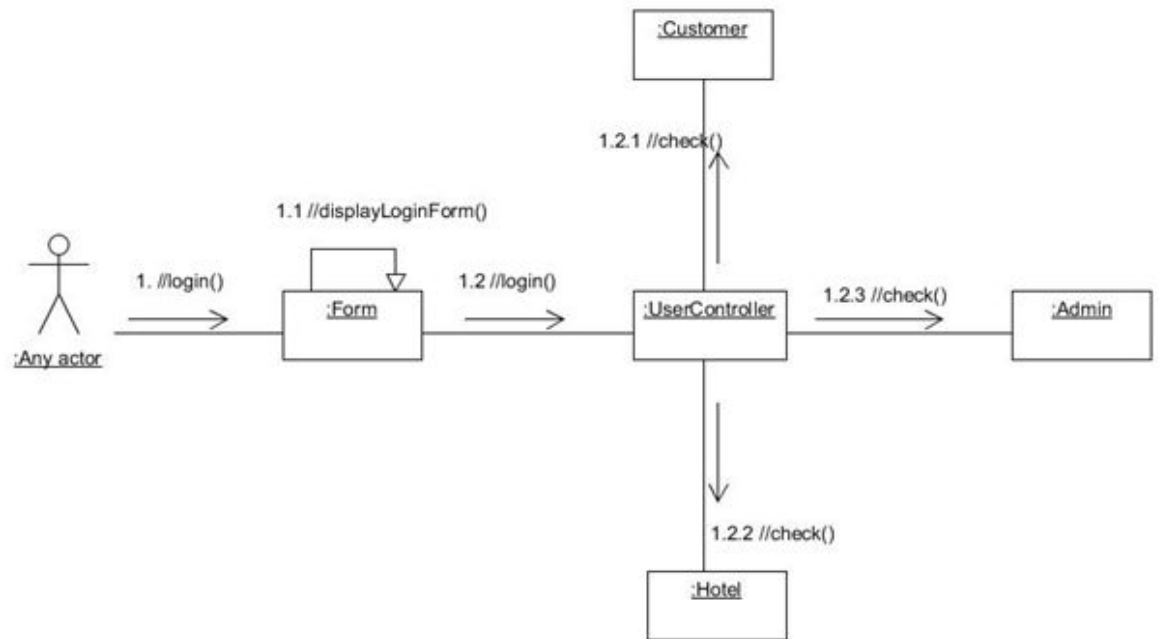 :Customer
1.2.1 //check()
1.1 //displayLoginForm()
1. //login()
1.2 //login()
1.2.3 //check()
:Form
:UserController
:Admin
:Any actor
1.2.2 //check()
:Hotel